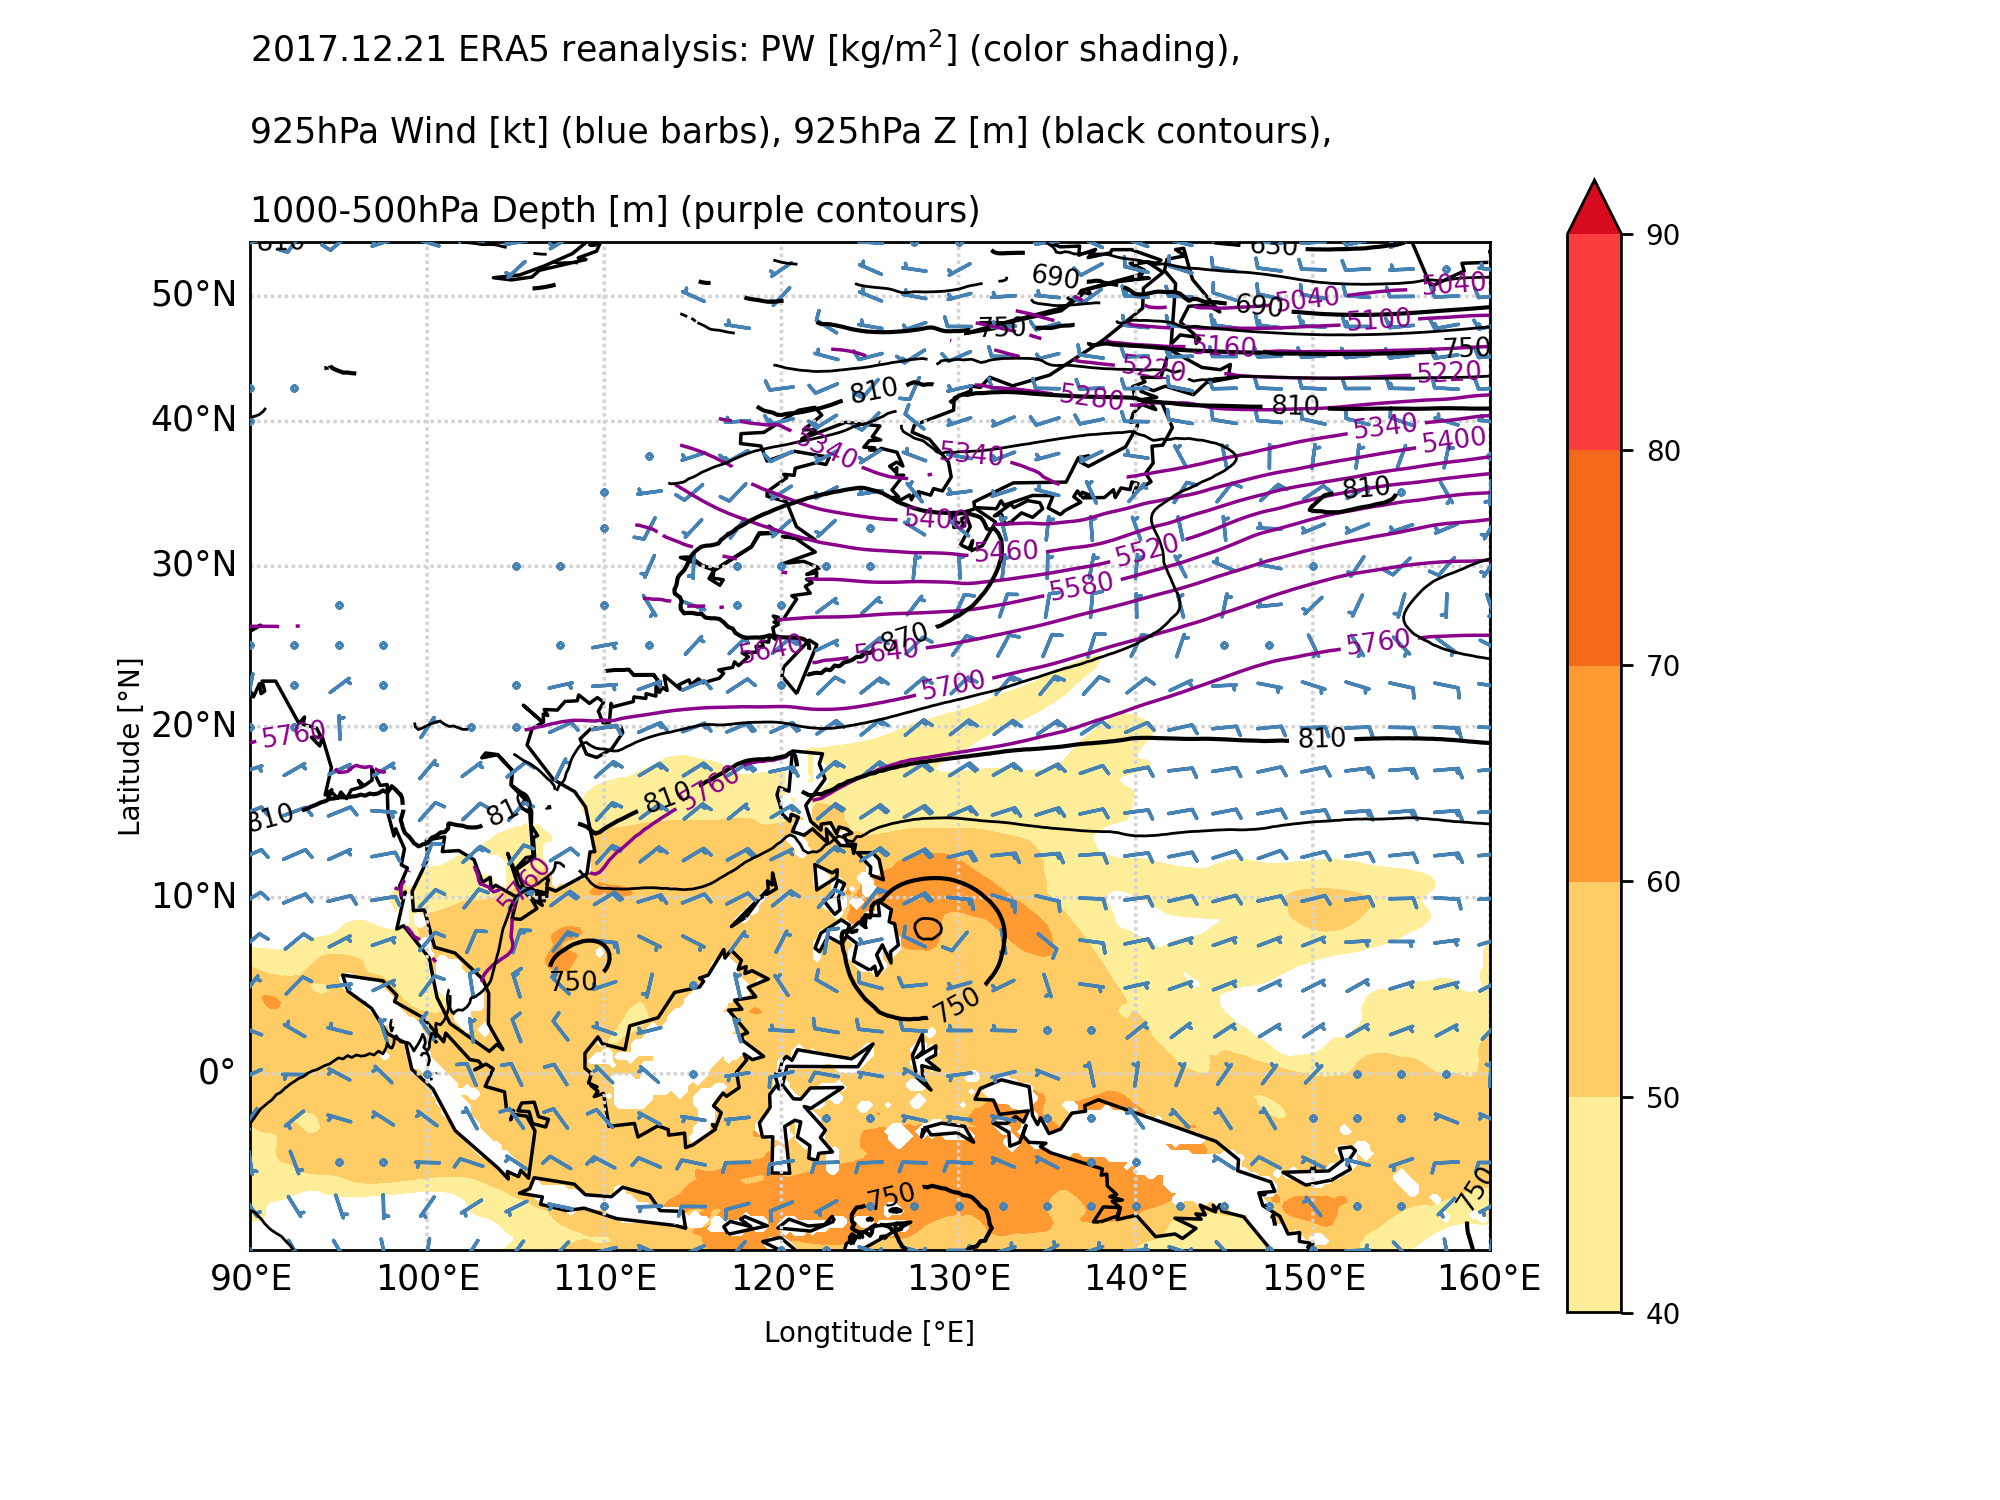 2017.12.21 ERA5 reanalysis: PW [kg/m²] (color shading),
925hPa Wind [kt] (blue barbs), 925hPa Z [m] (black contours),
1000-500hPa Depth [m] (purple contours)
810
630
690
5040
690
5040
5100
750
5160
750
5220
5220
810
5280
810
5340
5340
5340
5400
810
5400
5460
5520
5580
870
5640
5640
5760
5700
5760
810
5760
810
810
810
5760
750
750
750
750
50°N
40°N
30°N
20°N
10°N
0°
Latitude [°N]
90°E
100°E
110°E
120°E
130°E
140°E
150°E
160°E
Longtitude [°E]
90
80
70
60
50
40